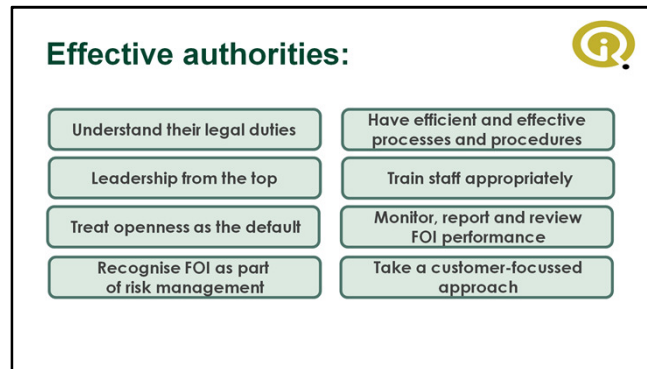 Effective authorities:
Understand their legal duties
Have efficient and effective
processes and procedures
Leadership from the top
Train staff appropriately
Treat openness as the default
Monitor, report and review
FOI performance
Recognise FOI as part
of risk management
Take a customer-focussed
approach